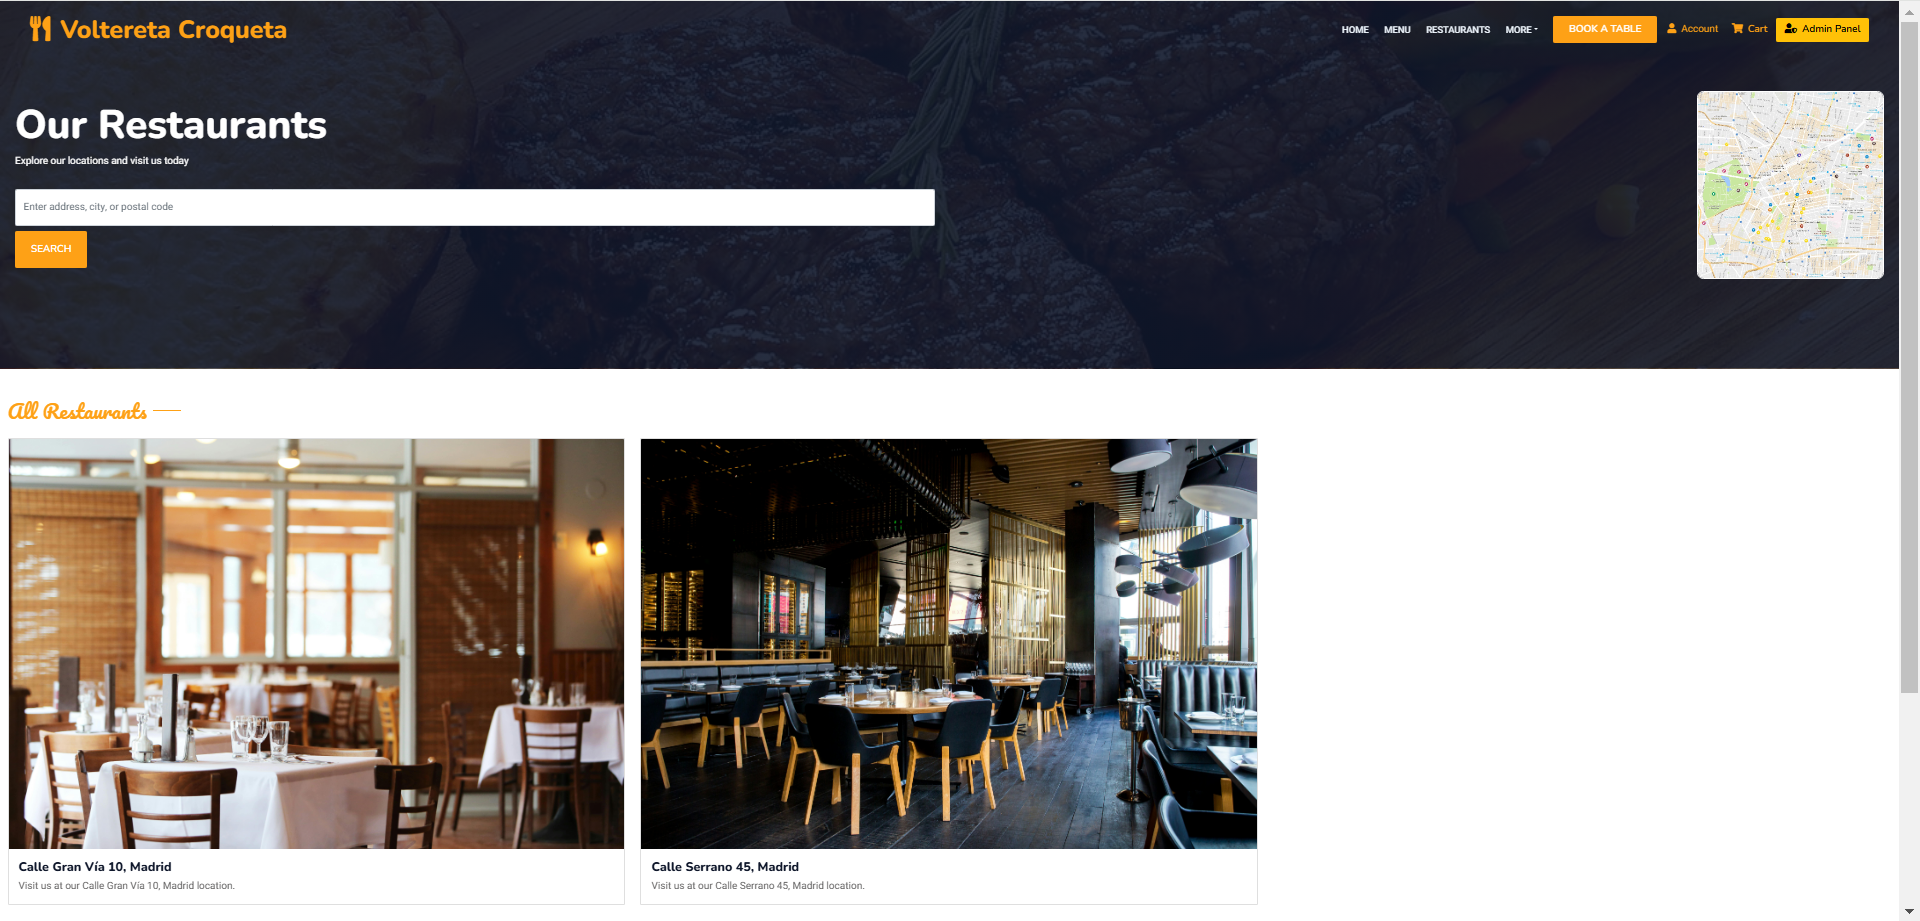 Voltereta Croqueta
HOME MENU RESTAURANTS MORE BOOK A TABLE Account Cart Admin Panel
Our Restaurants
Explore our locations and visit us today
Enter address, city, or postal code
SEARCH
All Restaurants
Calle Gran Vía 10, Madrid
Visit us at our Calle Gran Vía 10, Madrid location.
Calle Serrano 45, Madrid
Visit us at our Calle Serrano 45, Madrid location.